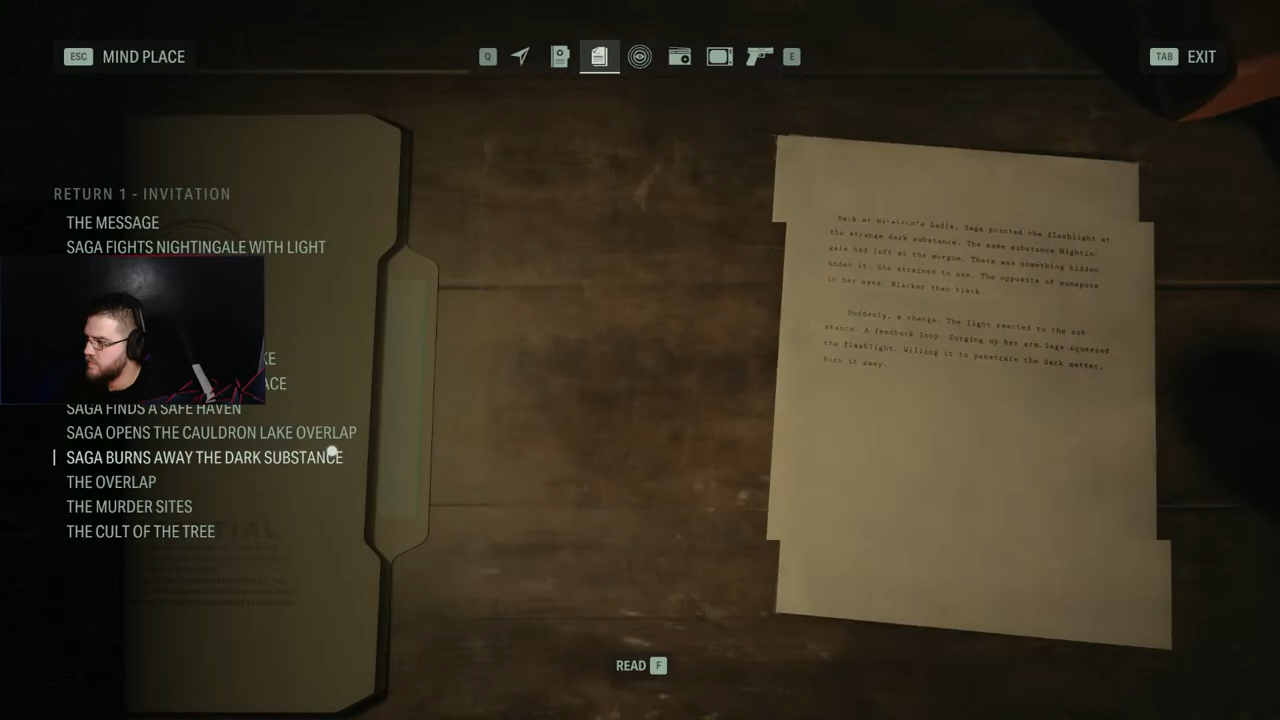 ESC MIND PLACE
Q
E
TAB EXIT
RETURN 1 - INVITATION
THE MESSAGE
SAGA FIGHTS NIGHTINGALE WITH LIGHT
KE
ACE
SAGA FINDS A SAFE HAVEN
SAGA OPENS THE CAULDRON LAKE OVERLAP
SAGA BURNS AWAY THE DARK SUBSTANCE
THE OVERLAP
THE MURDER SITES
THE CULT OF THE TREE
Back at Witch's Ladle, Saga pointed the flashlight at
the strange dark substance. The same substance Nightin-
gale had left at the morgue. There was something hidden
under it. She strained to see. The opposite of sunspots
in her eyes. Blacker than black.
Suddenly, a change. The light reacted to the sub-
stance. A feedback loop. Surging up her arm. Saga squeezed
the flashlight. Willing it to penetrate the dark matter.
Burn it away.
READ F